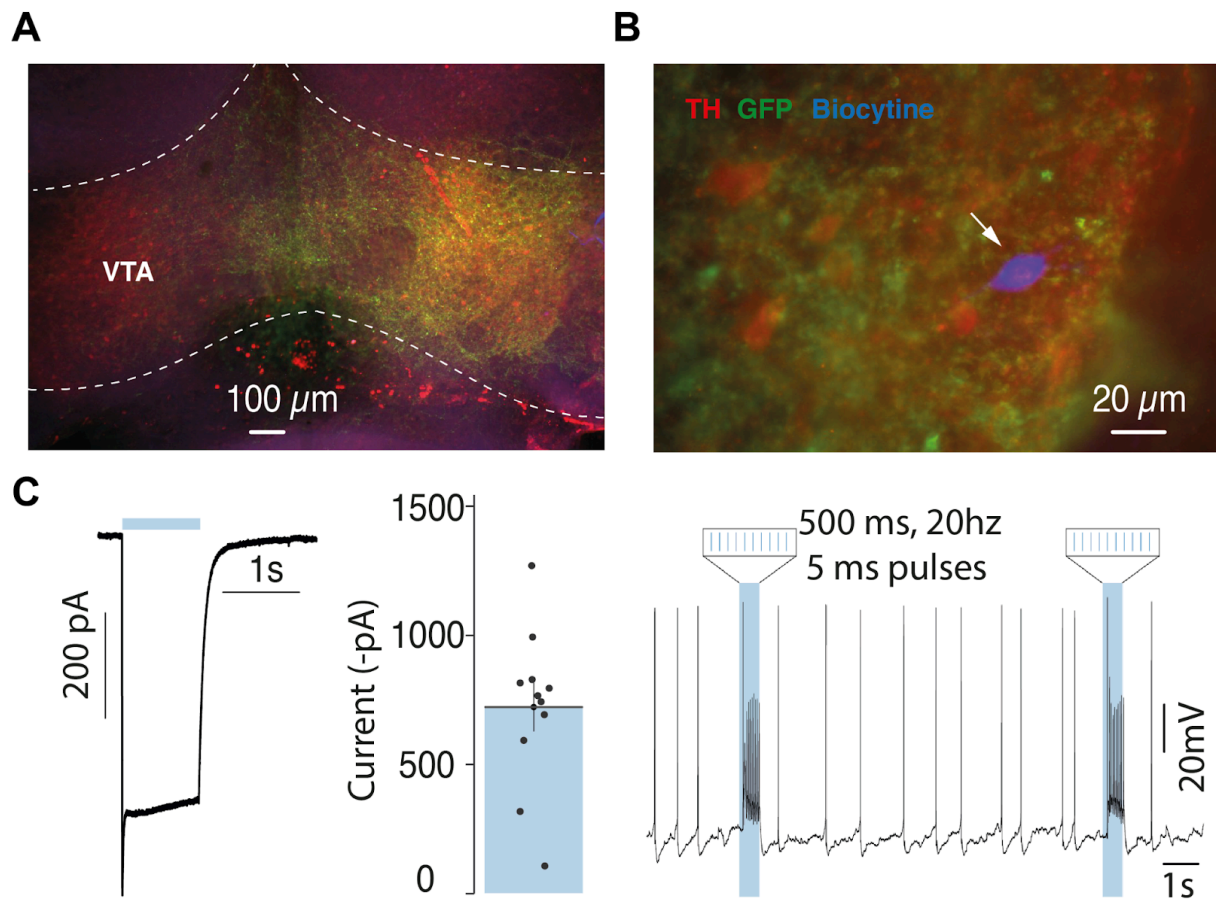 A
B
VTA
100 µm
TH GFP Biocytine
20 µm
C
200 pA
1s
Current (-pA)
1500
1000
500
0
500 ms, 20hz
5 ms pulses
20mV
1s